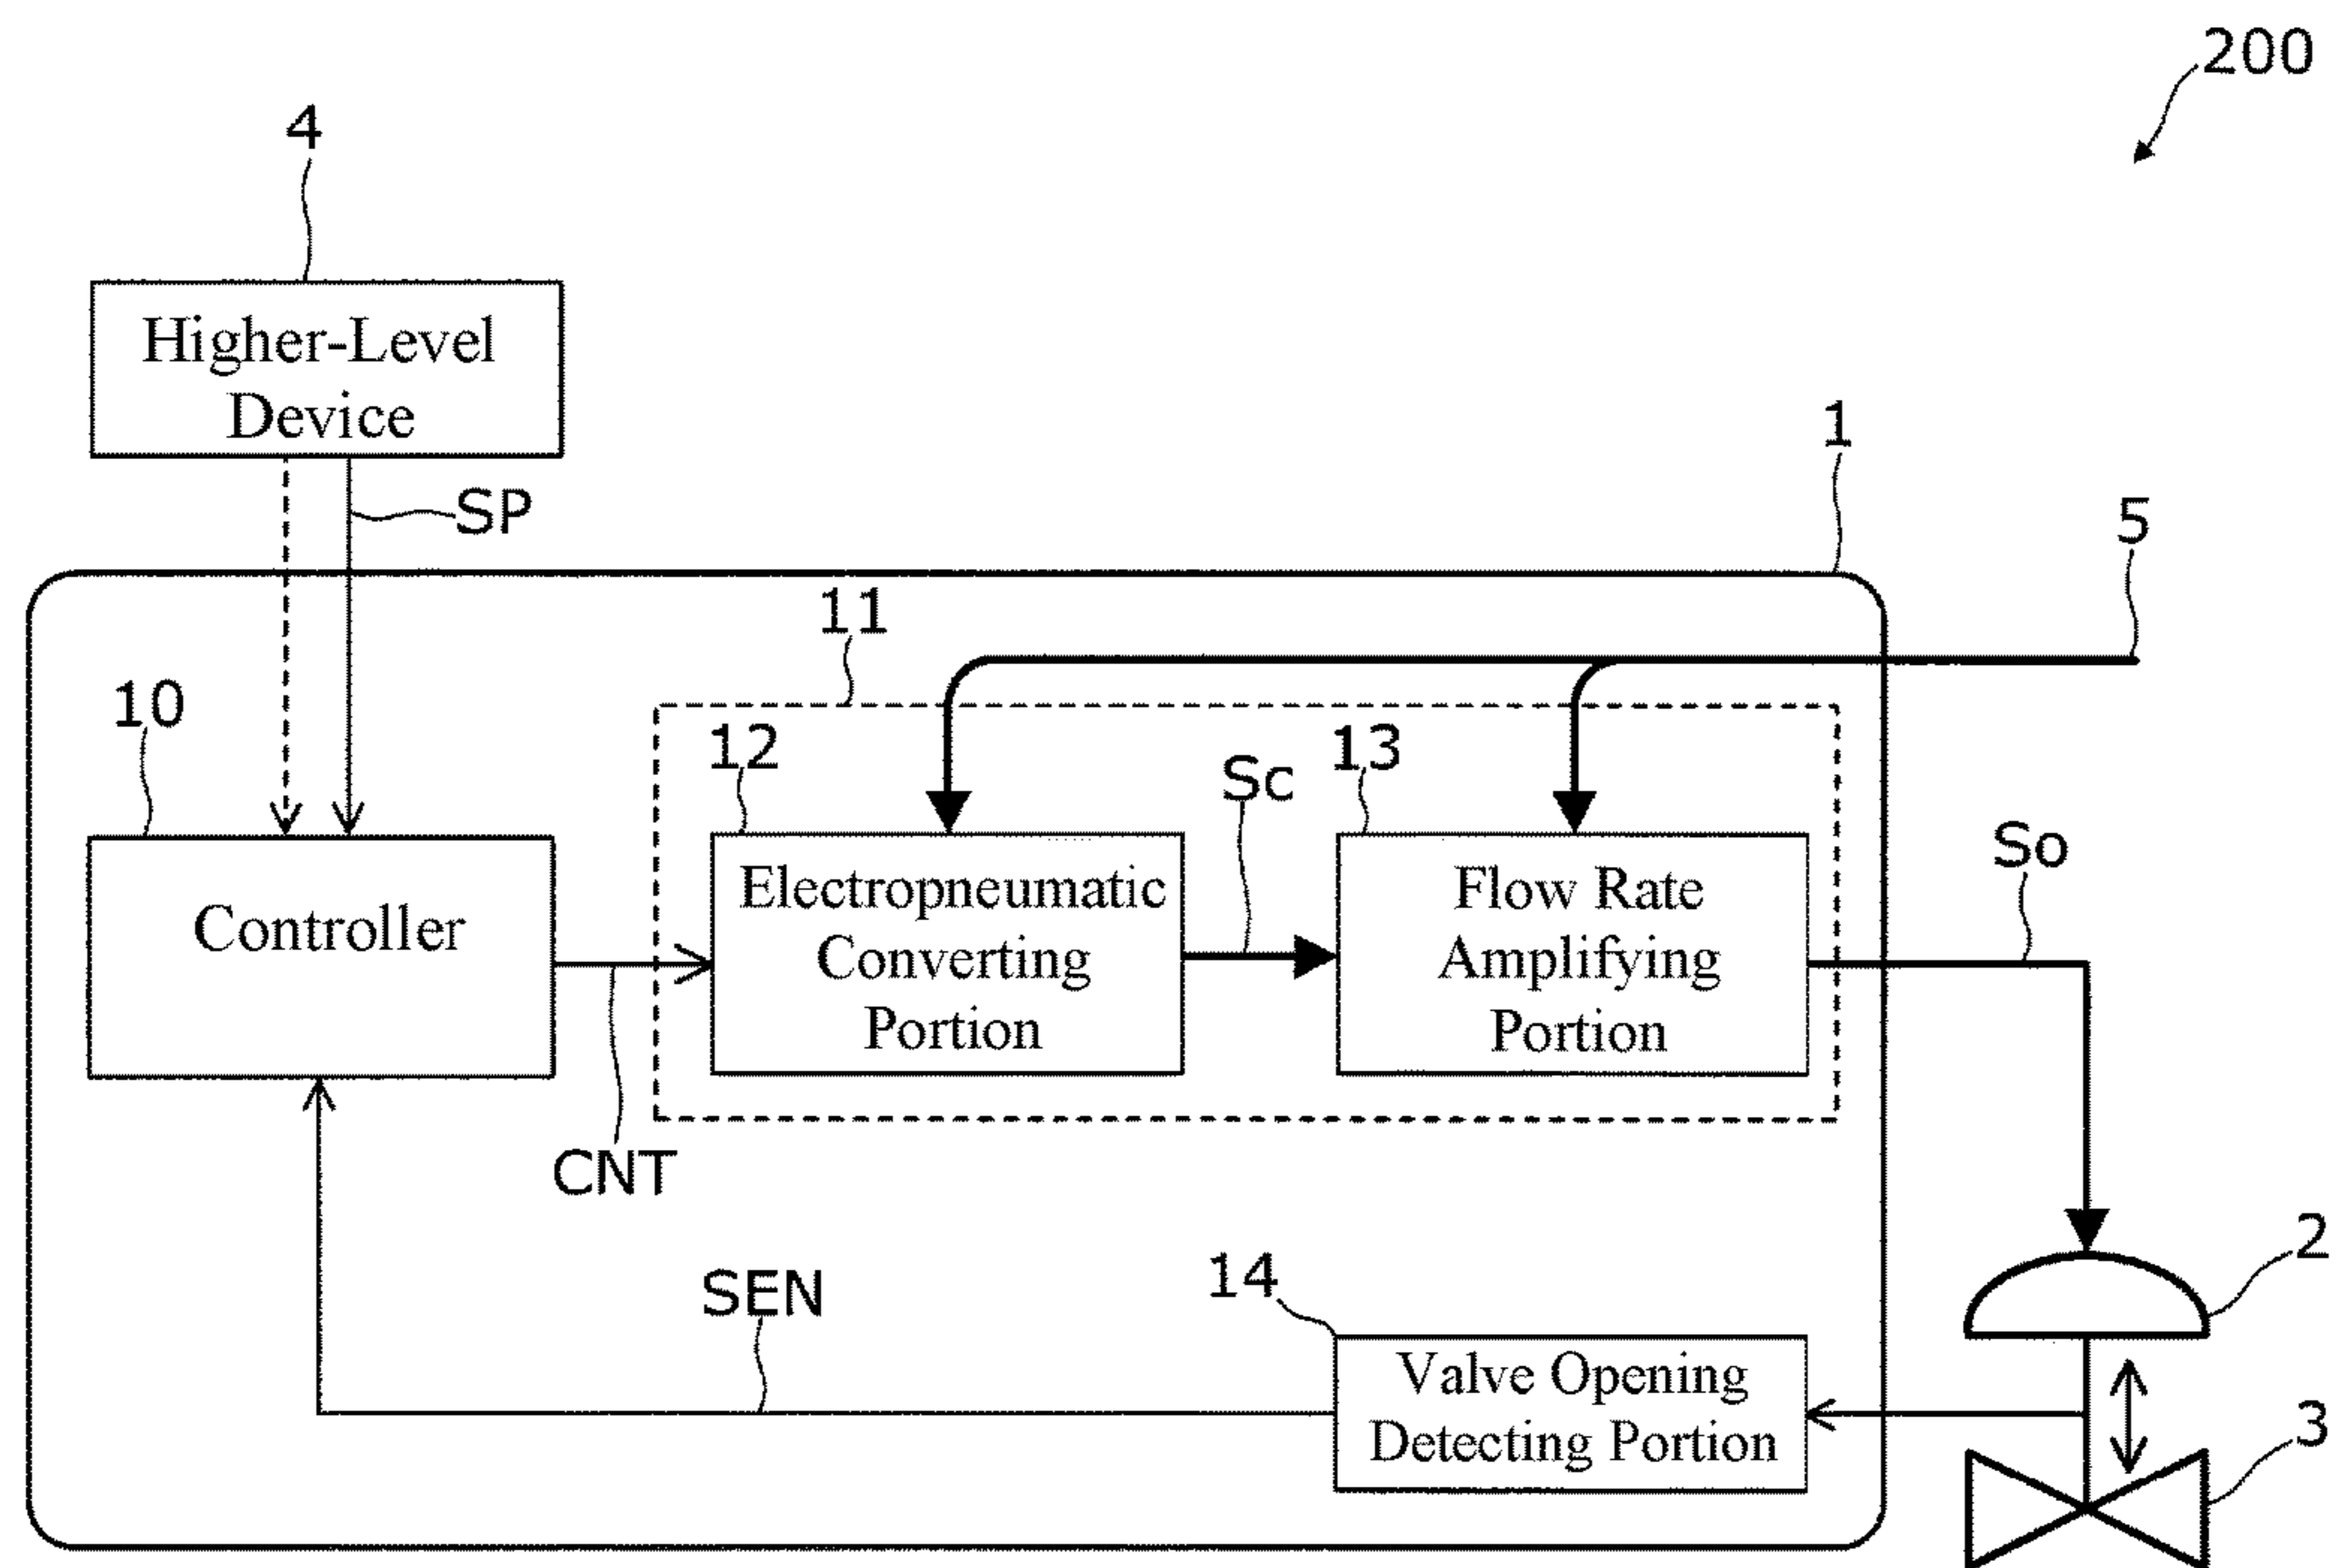 200
4
Higher-Level
Device
SP
1
5
11
10
12
Sc
13
So
Controller
Electropneumatic
Converting
Portion
Flow Rate
Amplifying
Portion
CNT
SEN
14
2
Valve Opening
Detecting Portion
3